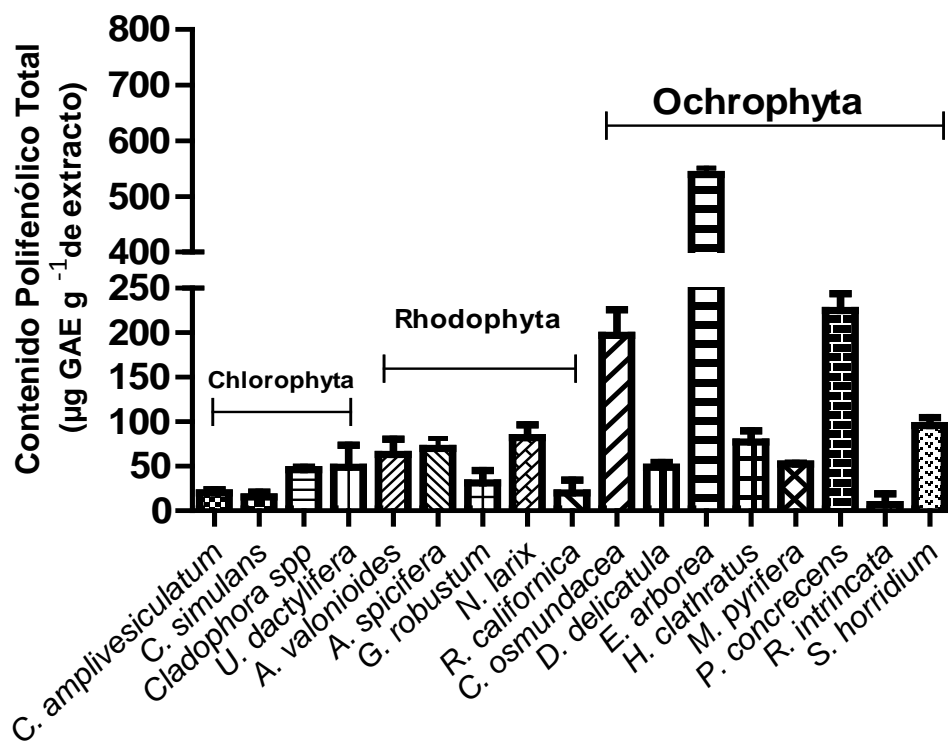 Contenido Polifenólico Total
(µg GAE g -1 de extracto)
800
700
600
500
400
250
200
150
100
50
0
Chlorophyta
Rhodophyta
Ochrophyta
C. amplivesiculatum
C. simulans
Cladophora spp
U. dactylifera
A. valonioides
A. spicifera
G. robustum
N. larix
R. californica
C. osmundacea
D. delicatula
E. arborea
H. clathratus
M. pyrifera
P. concrecens
R. intrincata
S. horridium